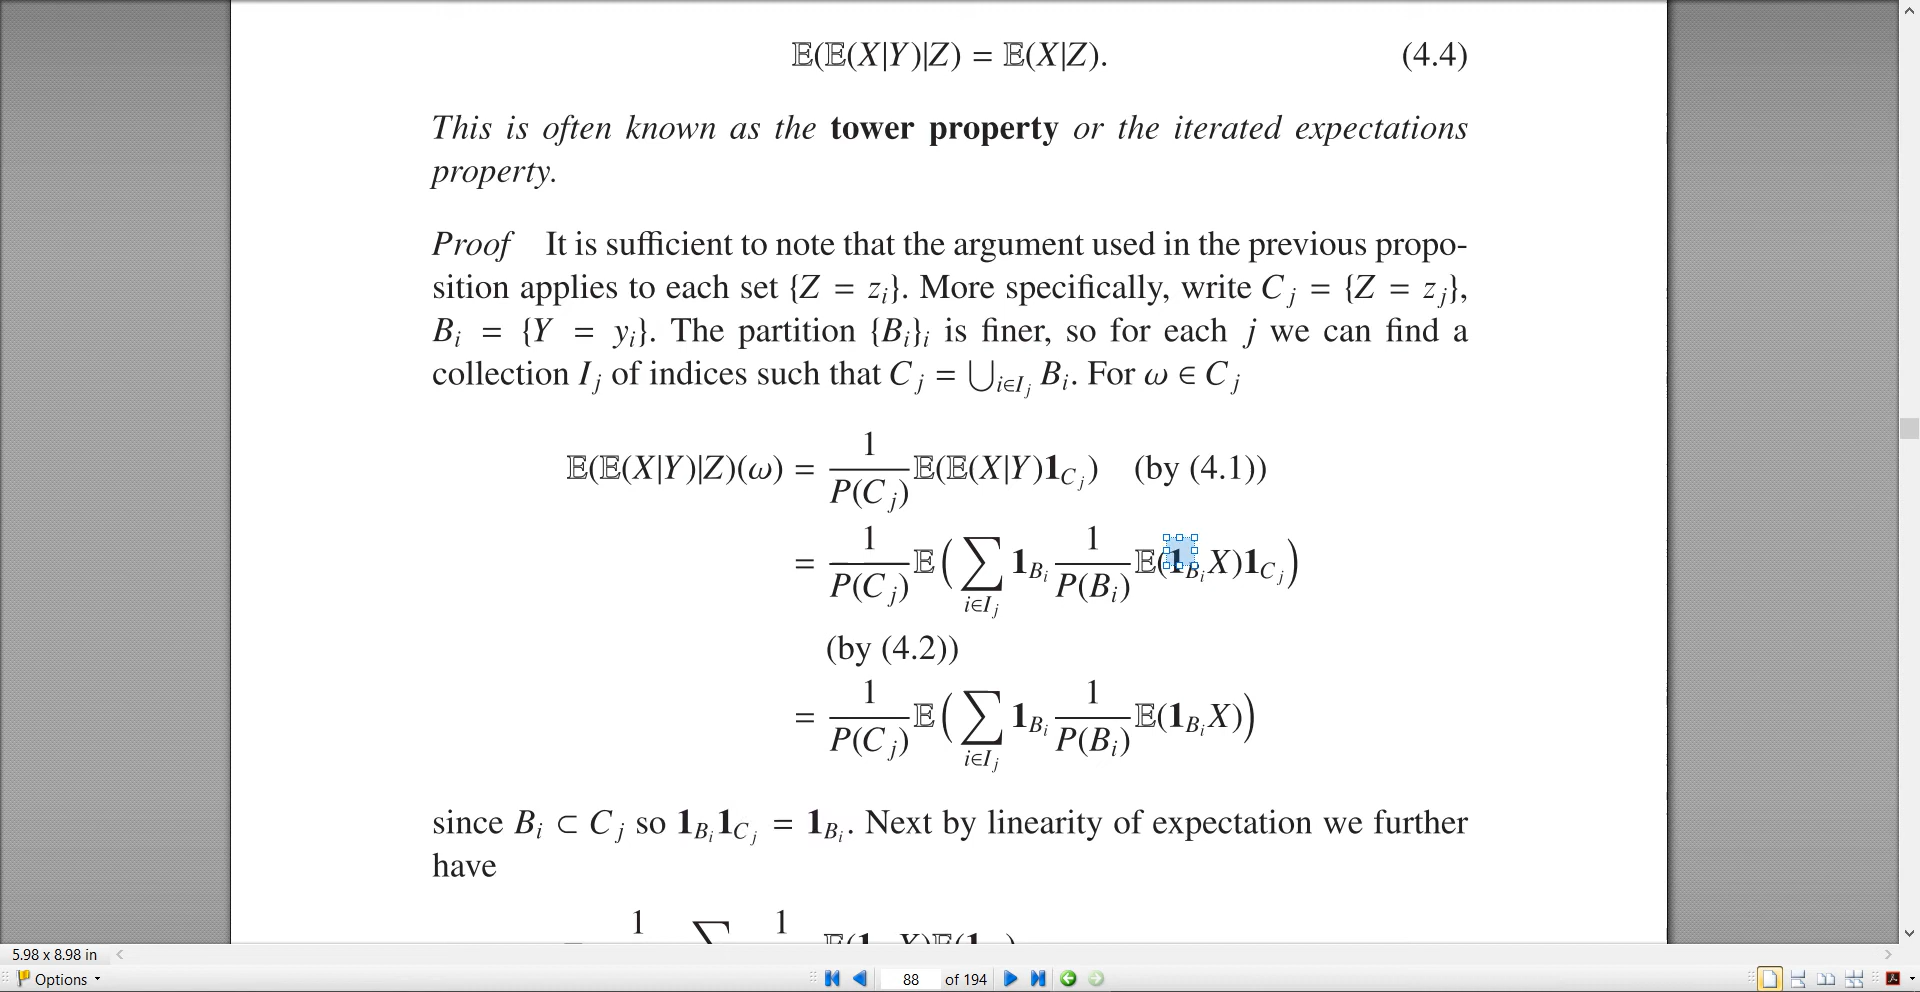 𝔼(𝔼(X|Y)|Z) = 𝔼(X|Z). (4.4)
This is often known as the tower property or the iterated expectations
property.
Proof It is sufficient to note that the argument used in the previous propo-
sition applies to each set {Z = z_i}. More specifically, write C_j = {Z = z_j},
B_i = {Y = y_i}. The partition {B_i}_i is finer, so for each j we can find a
collection I_j of indices such that C_j = ⋃_{i∈I_j} B_i. For ω ∈ C_j
𝔼(𝔼(X|Y)|Z)(ω) = 1/P(C_j) 𝔼(𝔼(X|Y)𝟏_{C_j}) (by (4.1))
= 1/P(C_j) 𝔼(∑_{i∈I_j} 𝟏_{B_i} 1/P(B_i) 𝔼(𝟏_{B_i}X)𝟏_{C_j})
(by (4.2))
= 1/P(C_j) 𝔼(∑_{i∈I_j} 𝟏_{B_i} 1/P(B_i) 𝔼(𝟏_{B_i}X))
since B_i ⊂ C_j so 𝟏_{B_i}𝟏_{C_j} = 𝟏_{B_i}. Next by linearity of expectation we further
have
5.98 x 8.98 in
Options 88 of 194